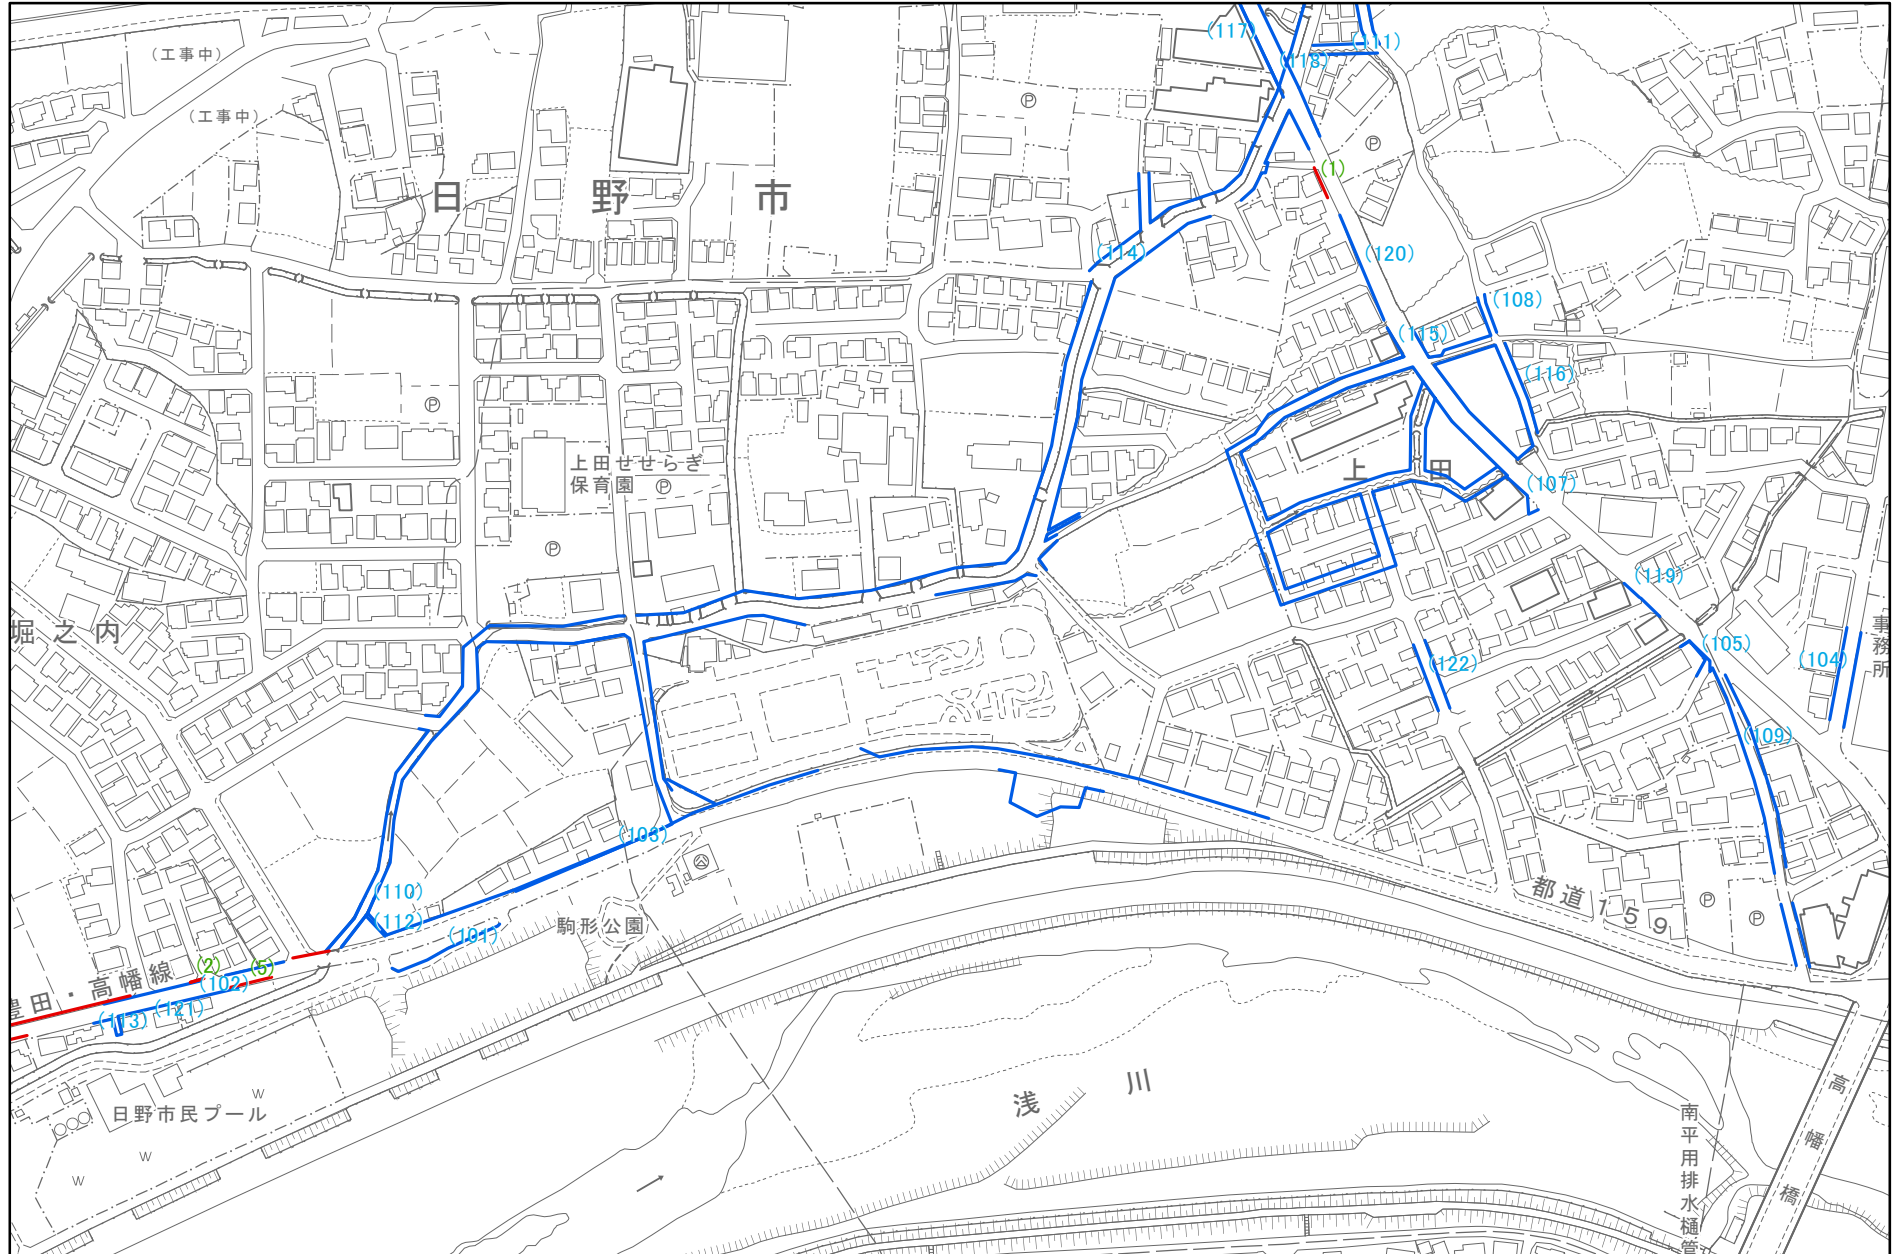 (117)
(111)
(118)
(工事中)
(工事中)
P
P
(1)
日野市
(114)
(120)
(108)
(115)
(116)
P
上田せせらぎ
保育園
P
上田
(107)
P
(119)
堀之内
事務所
(105)
(104)
(122)
(109)
(103)
(110)
(112)
(101)
駒形公園
都道159
P
P
豊田・高幡線
(2)
(5)
(102)
(121)
(113)
日野市民プール
W
W
W
浅川
高幡橋
南平用排水樋管